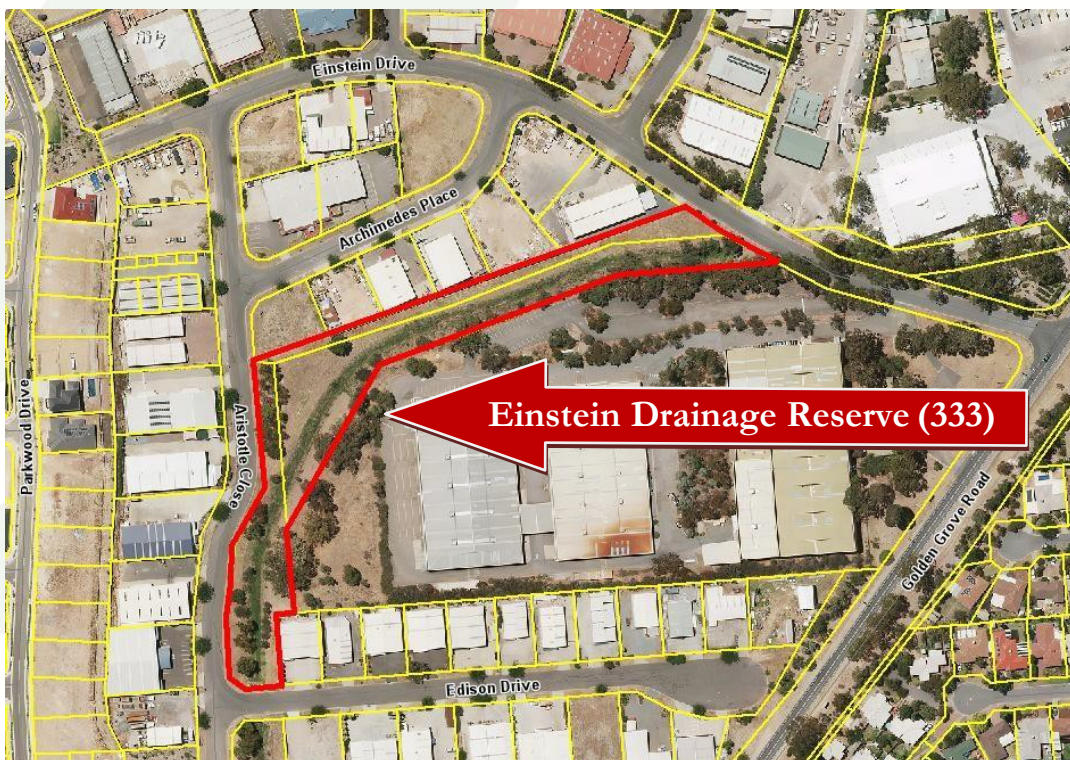 Einstein Drive
Archimedes Place
Parkwood Drive
Aristotle Close
Einstein Drainage Reserve (333)
Golden Grove Road
Edison Drive